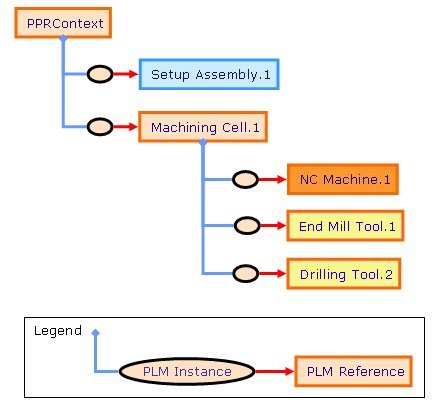 PPRContext
Setup Assembly.1
Machining Cell.1
NC Machine.1
End Mill Tool.1
Drilling Tool.2
Legend
PLM Instance
PLM Reference